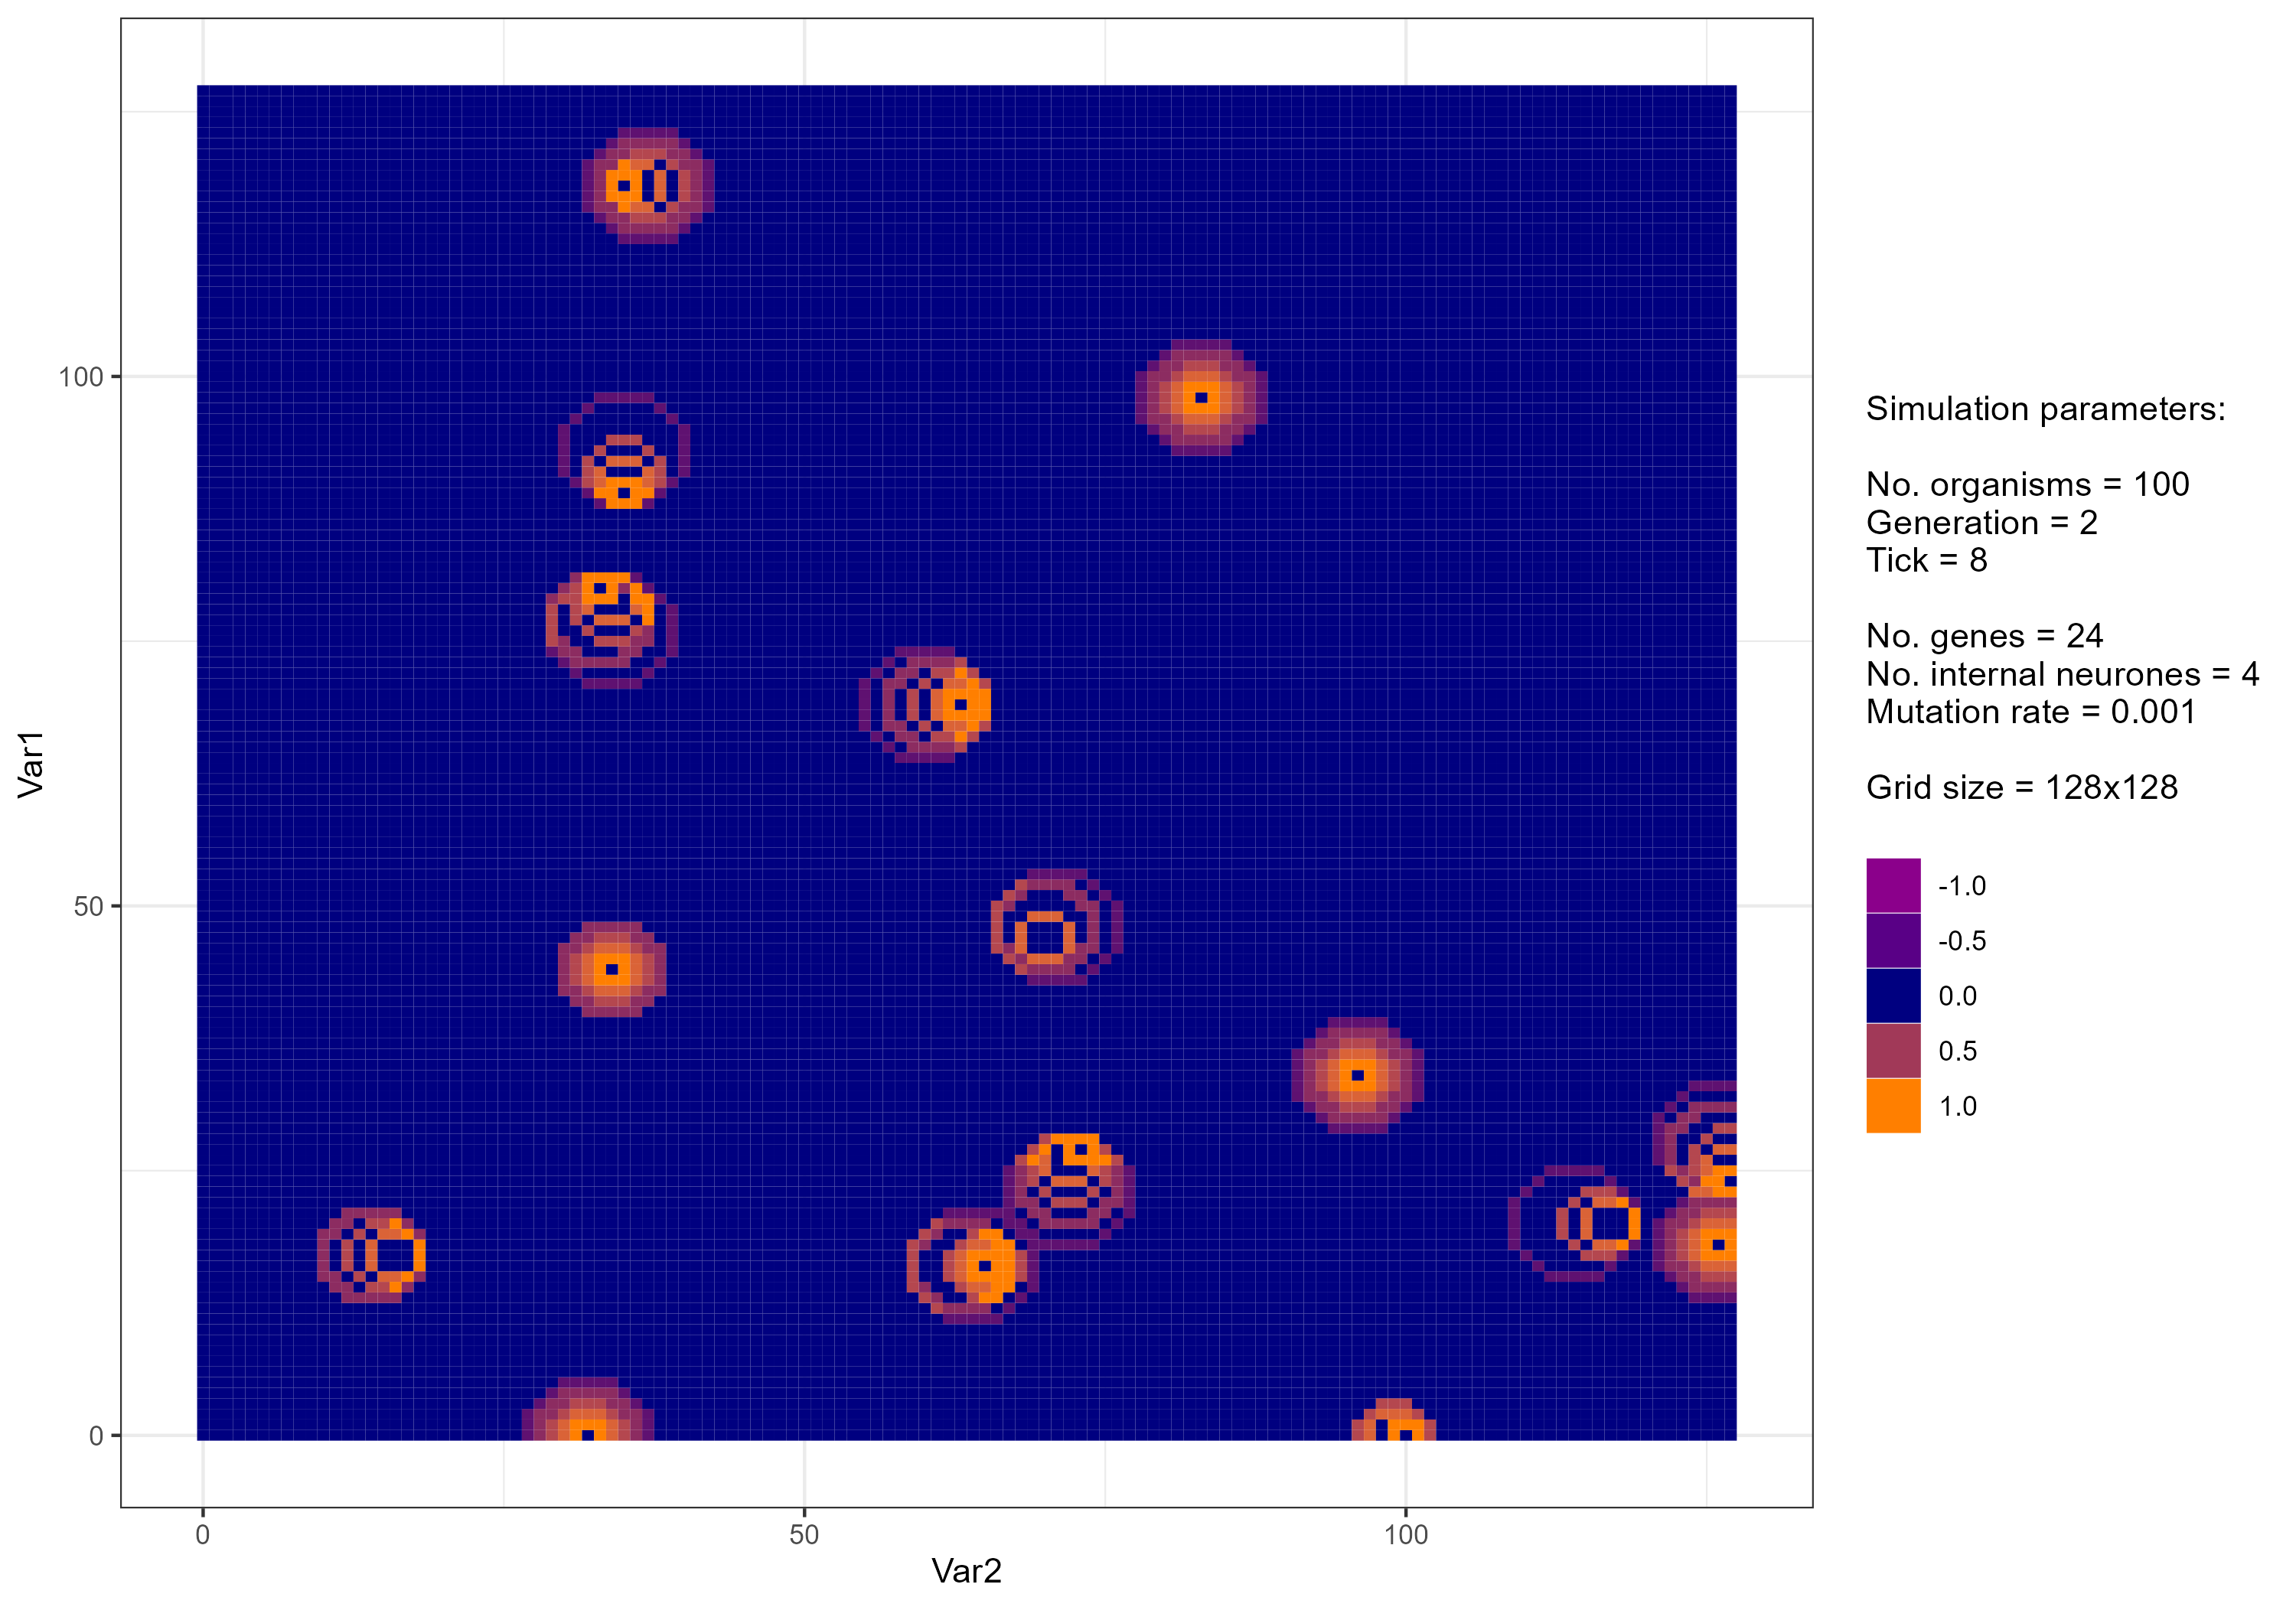 Var1
100
50
0
0
50
100
Var2
Simulation parameters:
No. organisms = 100
Generation = 2
Tick = 8
No. genes = 24
No. internal neurones = 4
Mutation rate = 0.001
Grid size = 128x128
-1.0
-0.5
0.0
0.5
1.0